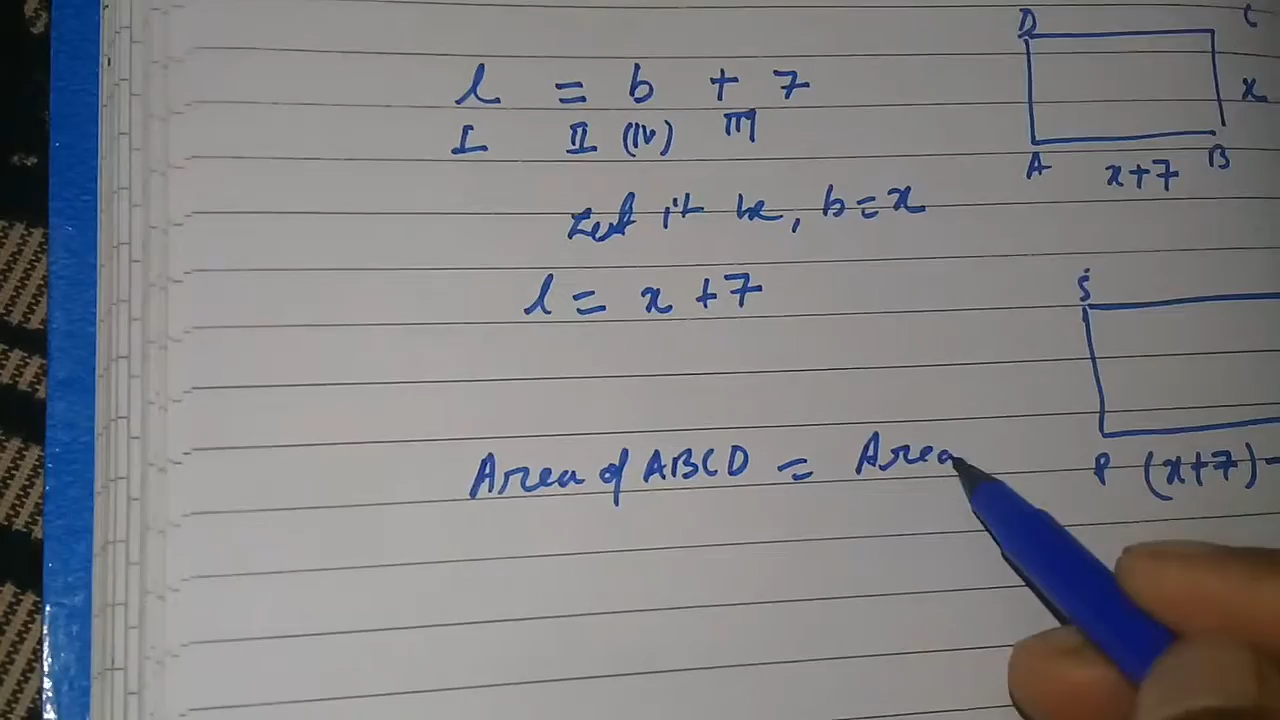 l = b + 7
I II (IV) III
Let it be, b = x
l = x + 7
Area of ABCD = Area
D C
x
A x+7 B
S
P (x+7) -